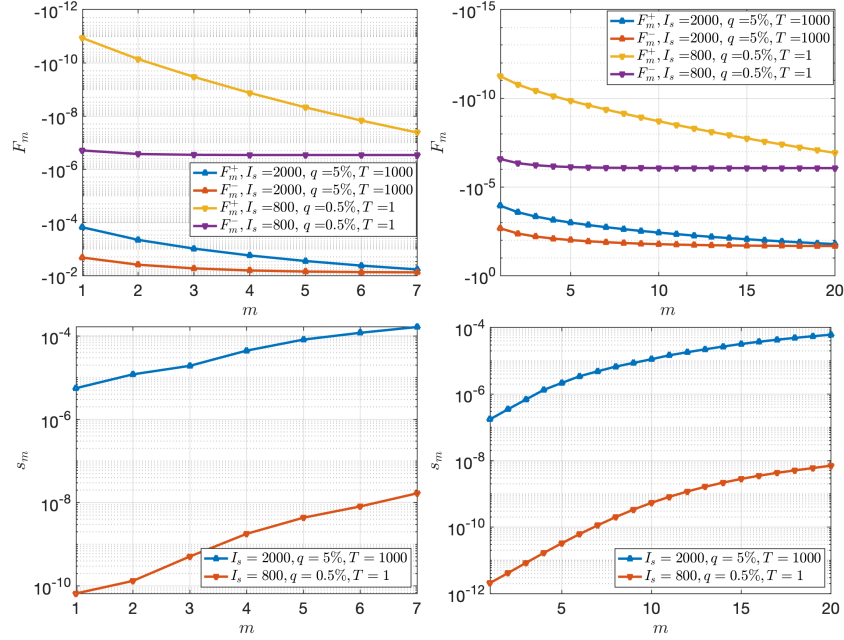 -10^-12
-10^-10
-10^-8
-10^-6
-10^-4
-10^-2
F_m
F_m^+, I_s =2000, q =5%, T =1000
F_m^-, I_s =2000, q =5%, T =1000
F_m^+, I_s =800, q =0.5%, T =1
F_m^-, I_s =800, q =0.5%, T =1
1 2 3 4 5 6 7
m
-10^-15
-10^-10
-10^-5
-10^0
F_m
F_m^+, I_s =2000, q =5%, T =1000
F_m^-, I_s =2000, q =5%, T =1000
F_m^+, I_s =800, q =0.5%, T =1
F_m^-, I_s =800, q =0.5%, T =1
5 10 15 20
m
10^-4
10^-6
10^-8
10^-10
s_m
I_s = 2000, q = 5%, T = 1000
I_s = 800, q = 0.5%, T = 1
1 2 3 4 5 6 7
m
10^-4
10^-6
10^-8
10^-10
10^-12
s_m
I_s = 2000, q = 5%, T = 1000
I_s = 800, q = 0.5%, T = 1
5 10 15 20
m